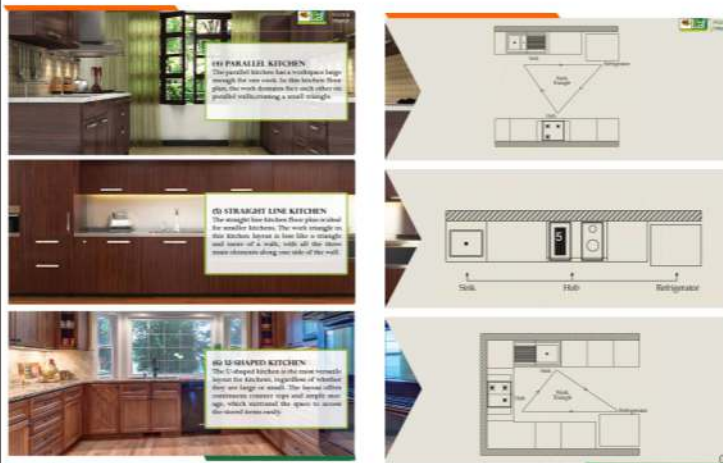 (4) PARALLEL KITCHEN
The parallel kitchen has a workspace large
enough for one cook. In this kitchen floor
plan, the work domains face each other on
parallel walls, creating a small triangle.
Sink
Refrigerator
Work
Triangle
Hub
(5) STRAIGHT LINE KITCHEN
The straight line kitchen floor plan is ideal
for smaller kitchens. The work triangle in
this kitchen layout is less like a triangle
and more of a walk, with all the three
main elements along one side of the wall.
5
Sink
Hub
Refrigerator
(6) U-SHAPED KITCHEN
The U-shaped kitchen is the most versatile
layout for kitchens, regardless of whether
they are large or small. The layout offers
continuous counter tops and ample stor-
age, which surround the space to access
the stored items easily.
Sink
Hub
Work
Triangle
Refrigerator